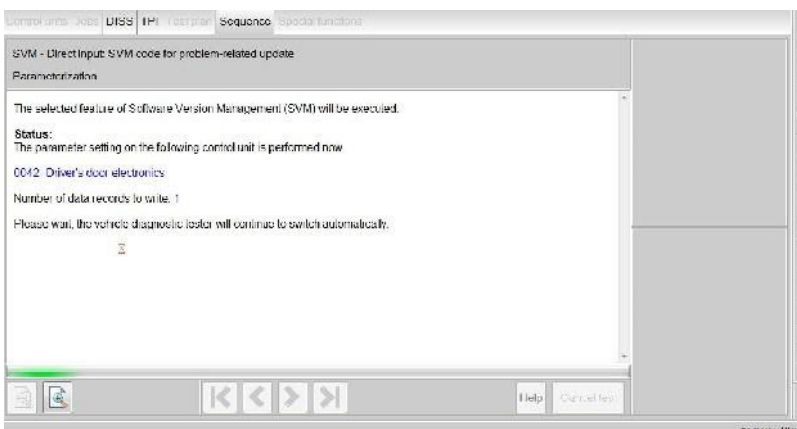 Control units Jobs DISS TPI Test plan Sequence Special functions
SVM - Direct input: SVM code for problem-related update
Parameterization
The selected feature of Software Version Management (SVM) will be executed.
Status:
The parameter setting on the following control unit is performed now
0042 Driver's door electronics
Number of data records to write: 1
Please wait, the vehicle diagnostic tester will continue to switch automatically.
Help
Cancel test